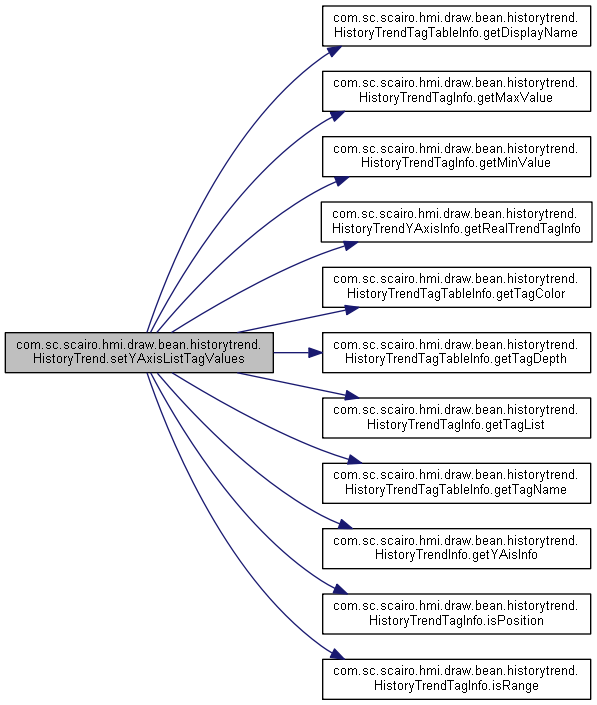 com.sc.scairo.hmi.draw.bean.historytrend.
HistoryTrendTagTableInfo.getDisplayName
com.sc.scairo.hmi.draw.bean.historytrend.
HistoryTrendTagInfo.getMaxValue
com.sc.scairo.hmi.draw.bean.historytrend.
HistoryTrendTagInfo.getMinValue
com.sc.scairo.hmi.draw.bean.historytrend.
HistoryTrendYAxisInfo.getRealTrendTagInfo
com.sc.scairo.hmi.draw.bean.historytrend.
HistoryTrendTagTableInfo.getTagColor
com.sc.scairo.hmi.draw.bean.historytrend.
HistoryTrend.setYAxisListTagValues
com.sc.scairo.hmi.draw.bean.historytrend.
HistoryTrendTagTableInfo.getTagDepth
com.sc.scairo.hmi.draw.bean.historytrend.
HistoryTrendTagInfo.getTagList
com.sc.scairo.hmi.draw.bean.historytrend.
HistoryTrendTagTableInfo.getTagName
com.sc.scairo.hmi.draw.bean.historytrend.
HistoryTrendInfo.getYAisInfo
com.sc.scairo.hmi.draw.bean.historytrend.
HistoryTrendTagInfo.isPosition
com.sc.scairo.hmi.draw.bean.historytrend.
HistoryTrendTagInfo.isRange